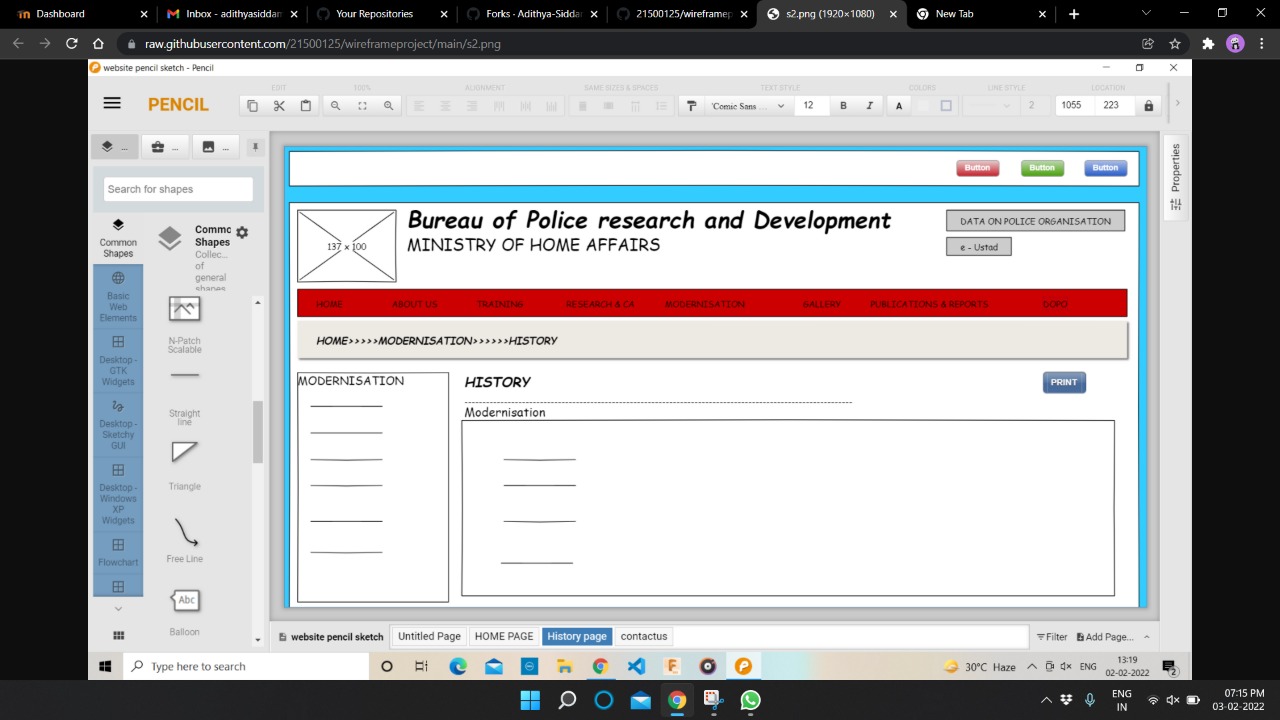 Dashboard
Inbox - adityasiddan
Your Repositories
Forks - Adithya-Siddan
21500125/wireframep
s2.png (1920×1080)
New Tab
raw.githubusercontent.com/21500125/wireframeproject/main/s2.png
website pencil sketch - Pencil
EDIT
100%
ALIGNMENT
SAME SIZES & SPACES
TEXT STYLE
COLORS
LINE STYLE
LOCATION
PENCIL
'Comic Sans ...
12
B
I
A
2
1055
223
...
...
...
Search for shapes
Common
Shapes
Basic
Web
Elements
Desktop -
GTK
Widgets
Desktop -
Sketchy
GUI
Desktop -
Windows
XP
Widgets
Flowchart
Commc
Shapes
Collec...
of
general
shapes
N-Patch
Scalable
Straight
line
Triangle
Free Line
Abc
Balloon
Properties
Button
Button
Button
137 x 100
Bureau of Police research and Development
MINISTRY OF HOME AFFAIRS
DATA ON POLICE ORGANISATION
e - Ustad
HOME
ABOUT US
TRAINING
RESEARCH & CA
MODERNISATION
GALLERY
PUBLICATIONS & REPORTS
DOPO
HOME>>>>>MODERNISATION>>>>>>HISTORY
MODERNISATION
HISTORY
PRINT
Modernisation
website pencil sketch
Untitled Page
HOME PAGE
History page
contactus
Filter
Add Page...
Type here to search
30°C Haze
ENG
13:19
02-02-2022
2
ENG
IN
07:15 PM
03-02-2022